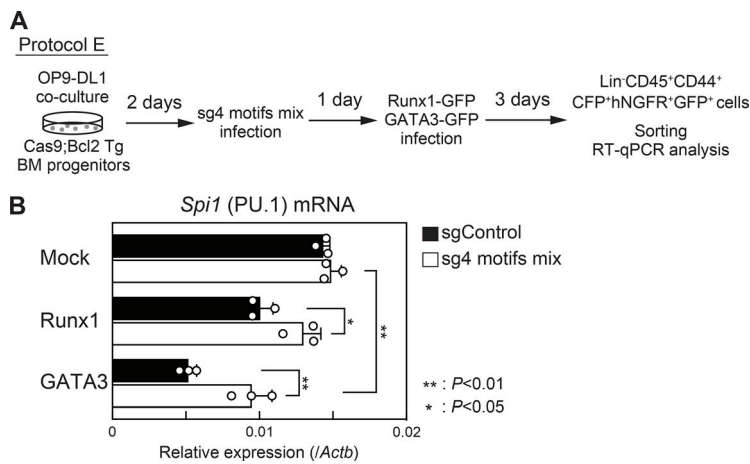 A
Protocol E
OP9-DL1
co-culture
Cas9;Bcl2 Tg
BM progenitors
2 days
sg4 motifs mix
infection
1 day
Runx1-GFP
GATA3-GFP
infection
3 days
Lin⁻CD45⁺CD44⁺
CFP⁺hNGFR⁺GFP⁺ cells
Sorting
RT-qPCR analysis
B
Spi1 (PU.1) mRNA
sgControl
sg4 motifs mix
Mock
Runx1
GATA3
*
**
**
** : P<0.01
* : P<0.05
0
0.01
0.02
Relative expression (/Actb)